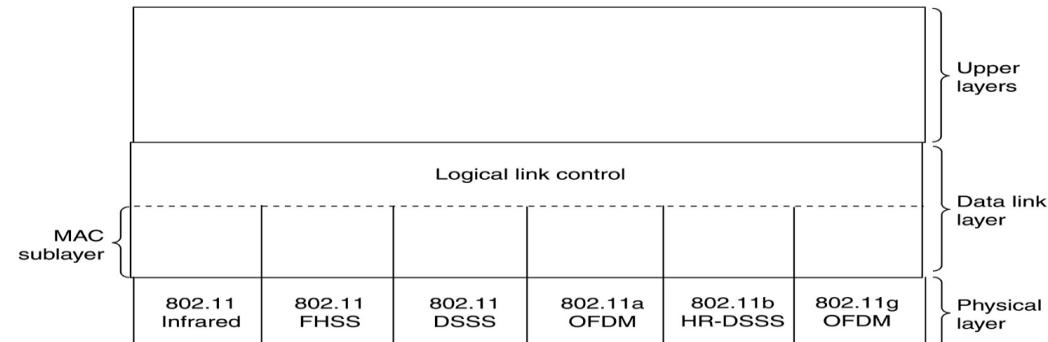 Upper
layers
Logical link control
Data link
layer
MAC
sublayer
802.11
Infrared
802.11
FHSS
802.11
DSSS
802.11a
OFDM
802.11b
HR-DSSS
802.11g
OFDM
Physical
layer